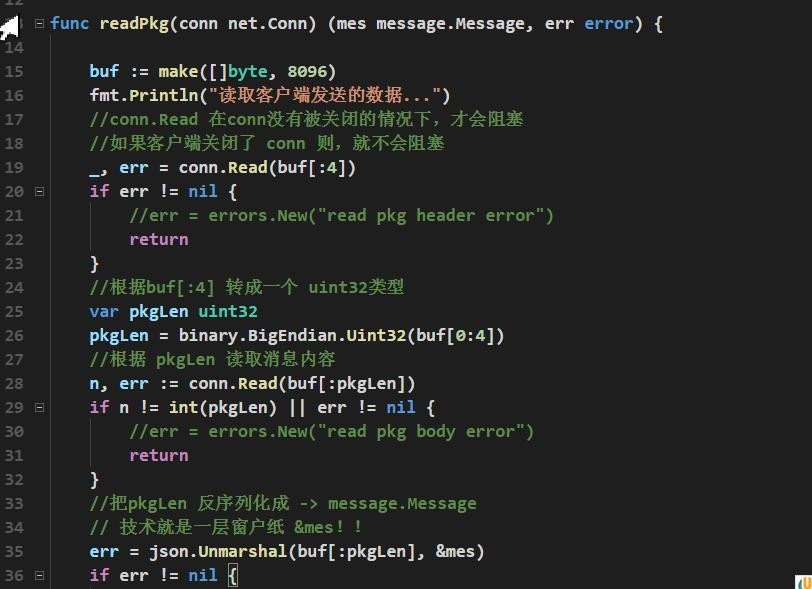 12
func readPkg(conn net.Conn) (mes message.Message, err error) {
14
15 buf := make([]byte, 8096)
16 fmt.Println("读取客户端发送的数据...")
17 //conn.Read 在conn没有被关闭的情况下，才会阻塞
18 //如果客户端关闭了 conn 则，就不会阻塞
19 _, err = conn.Read(buf[:4])
20 if err != nil {
21 //err = errors.New("read pkg header error")
22 return
23 }
24 //根据buf[:4] 转成一个 uint32类型
25 var pkgLen uint32
26 pkgLen = binary.BigEndian.Uint32(buf[0:4])
27 //根据 pkgLen 读取消息内容
28 n, err := conn.Read(buf[:pkgLen])
29 if n != int(pkgLen) || err != nil {
30 //err = errors.New("read pkg body error")
31 return
32 }
33 //把pkgLen 反序列化成 -> message.Message
34 // 技术就是一层窗户纸 &mes！！
35 err = json.Unmarshal(buf[:pkgLen], &mes)
36 if err != nil {